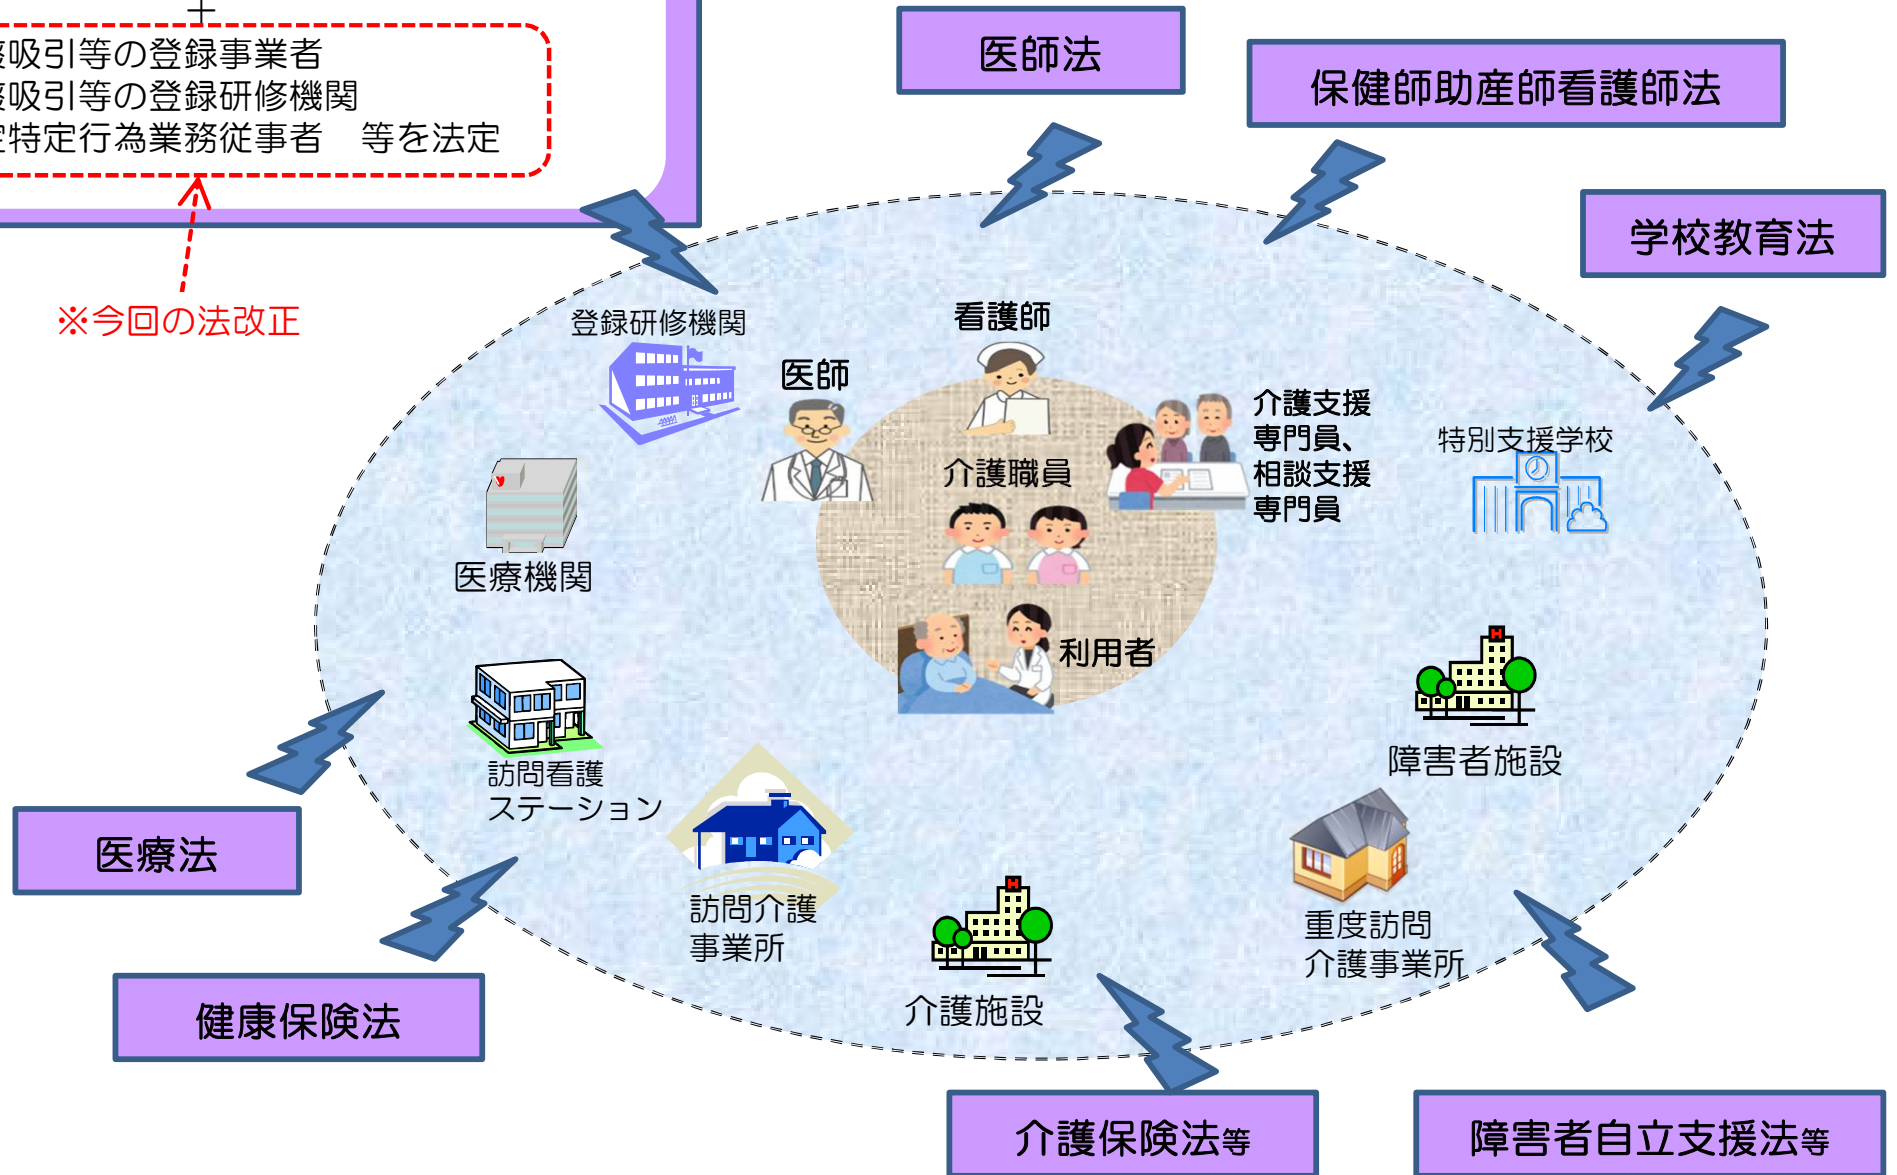 ＋
吸引等の登録事業者
吸引等の登録研修機関
特定行為業務従事者　等を法定
※今回の法改正
医師法
保健師助産師看護師法
学校教育法
登録研修機関
看護師
医師
介護支援
専門員、
相談支援
専門員
特別支援学校
介護職員
医療機関
利用者
訪問看護
ステーション
障害者施設
医療法
訪問介護
事業所
重度訪問
介護事業所
介護施設
健康保険法
介護保険法等
障害者自立支援法等